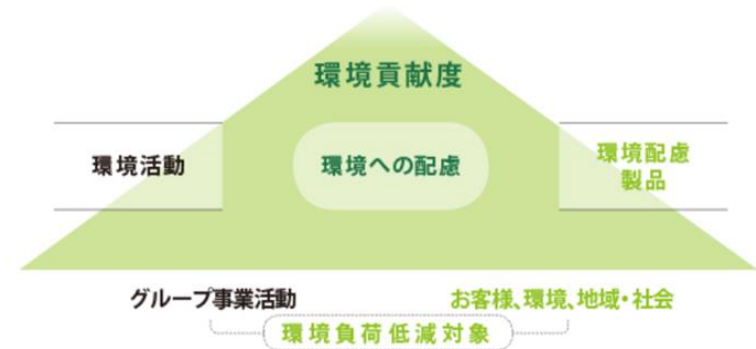 環境貢献度
環境活動
環境への配慮
環境配慮
製品
グループ事業活動
お客様、環境、地域・社会
環境負荷低減対象